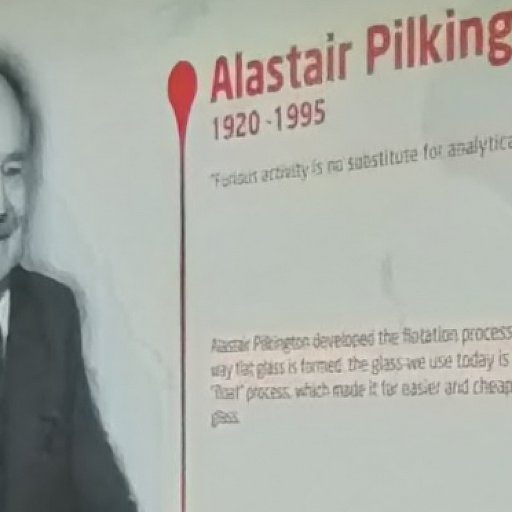 Alastair Pilking
1920 - 1995
"Furious activity is no substitute for analytica
Alastair Pilkington developed the flotation process
way flat glass is formed. the glass we use today is
"float" process, which made it far easier and cheap
glass.